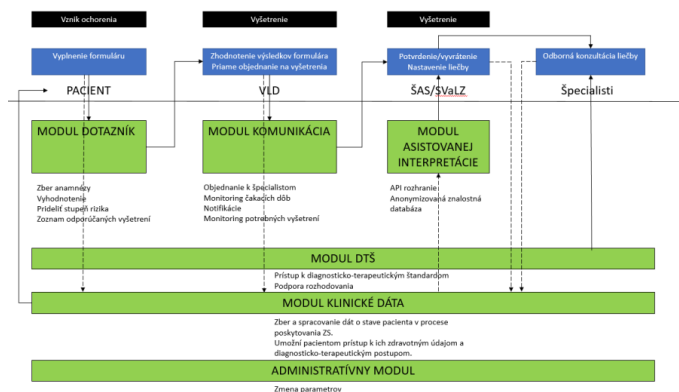 Vznik ochorenia
Vyšetrenie
Vyšetrenie
Vyplnenie formuláru
Zhodnotenie výsledkov formulára
Priame objednanie na vyšetrenia
Potvrdenie/vyvrátenie
Nastavenie liečby
Odborná konzultácia liečby
PACIENT
VLD
ŠAS/SVaLZ
Špecialisti
MODUL DOTAZNÍK
MODUL KOMUNIKÁCIA
MODUL
ASISTOVANEJ
INTERPRETÁCIE
Zber anamnézy
Vyhodnotenie
Prideliť stupeň rizika
Zoznam odporúčaných vyšetrení
Objednanie k špecialistom
Monitoring čakacích dôb
Notifikácie
Monitoring potrebných vyšetrení
API rozhranie
Anonymizovaná znalostná
databáza
MODUL DTŠ
Prístup k diagnosticko-terapeutickým štandardom
Podpora rozhodovania
MODUL KLINICKÉ DÁTA
Zber a spracovanie dát o stave pacienta v procese
poskytovania ZS.
Umožní pacientom prístup k ich zdravotným údajom a
diagnosticko-terapeutickým postupom.
ADMINISTRATÍVNY MODUL
Zmena parametrov